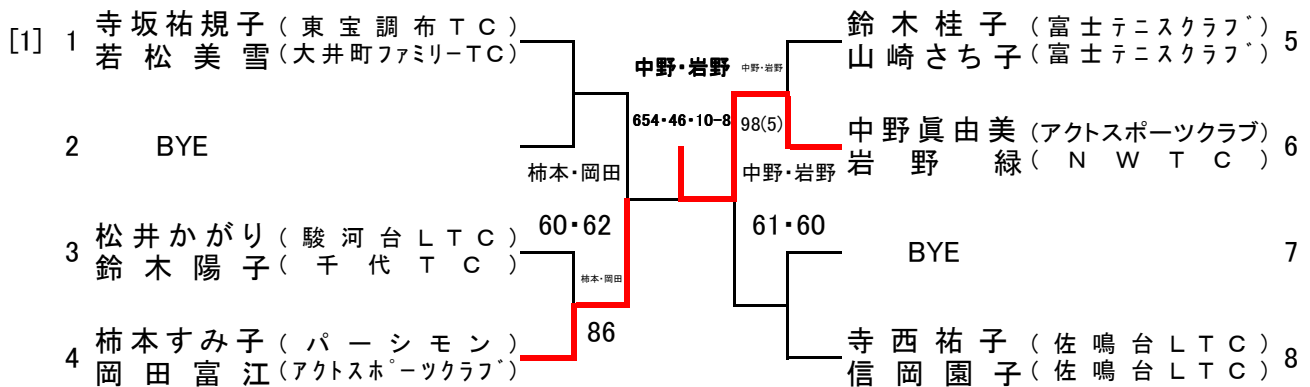 [1] 1 寺坂祐規子 (東宝調布TC)
若松美雪 (大井町ファミリーTC)
2 BYE
3 松井かがり (駿河台LTC)
鈴木陽子 (千代TC)
4 柿本すみ子 (パーシモン)
岡田富江 (アクトスポーツクラブ)
柿本・岡田
60・62
柿本・岡田
86
中野・岩野
654・46・10-8
中野・岩野
98(5)
中野・岩野
61・60
鈴木桂子 (富士テニスクラブ) 5
山崎さち子 (富士テニスクラブ)
中野眞由美 (アクトスポーツクラブ) 6
岩野緑 (NWTC)
BYE 7
寺西祐子 (佐鳴台LTC) 8
信岡園子 (佐鳴台LTC)